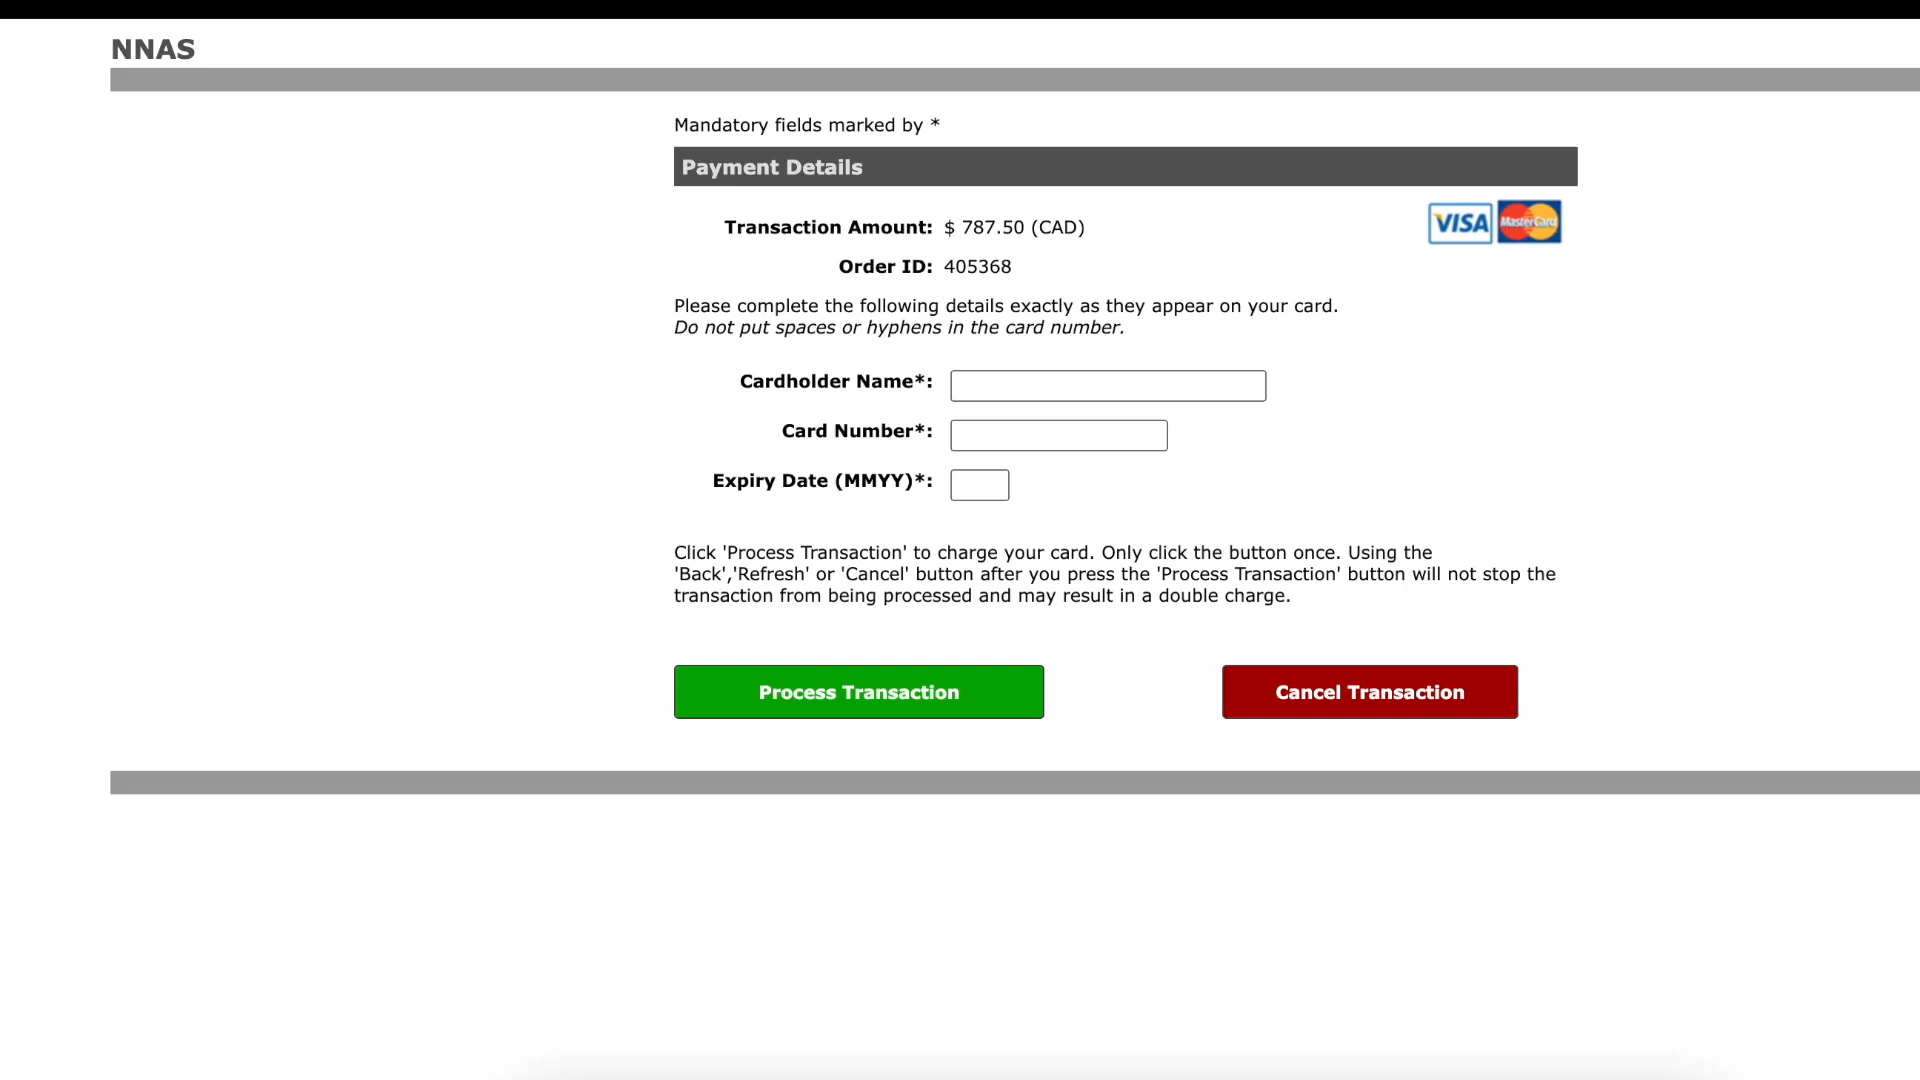 NNAS
Mandatory fields marked by *
Payment Details
Transaction Amount: $ 787.50 (CAD)
VISA MasterCard
Order ID: 405368
Please complete the following details exactly as they appear on your card.
Do not put spaces or hyphens in the card number.
Cardholder Name*:
Card Number*:
Expiry Date (MMYY)*:
Click 'Process Transaction' to charge your card. Only click the button once. Using the
'Back','Refresh' or 'Cancel' button after you press the 'Process Transaction' button will not stop the
transaction from being processed and may result in a double charge.
Process Transaction
Cancel Transaction